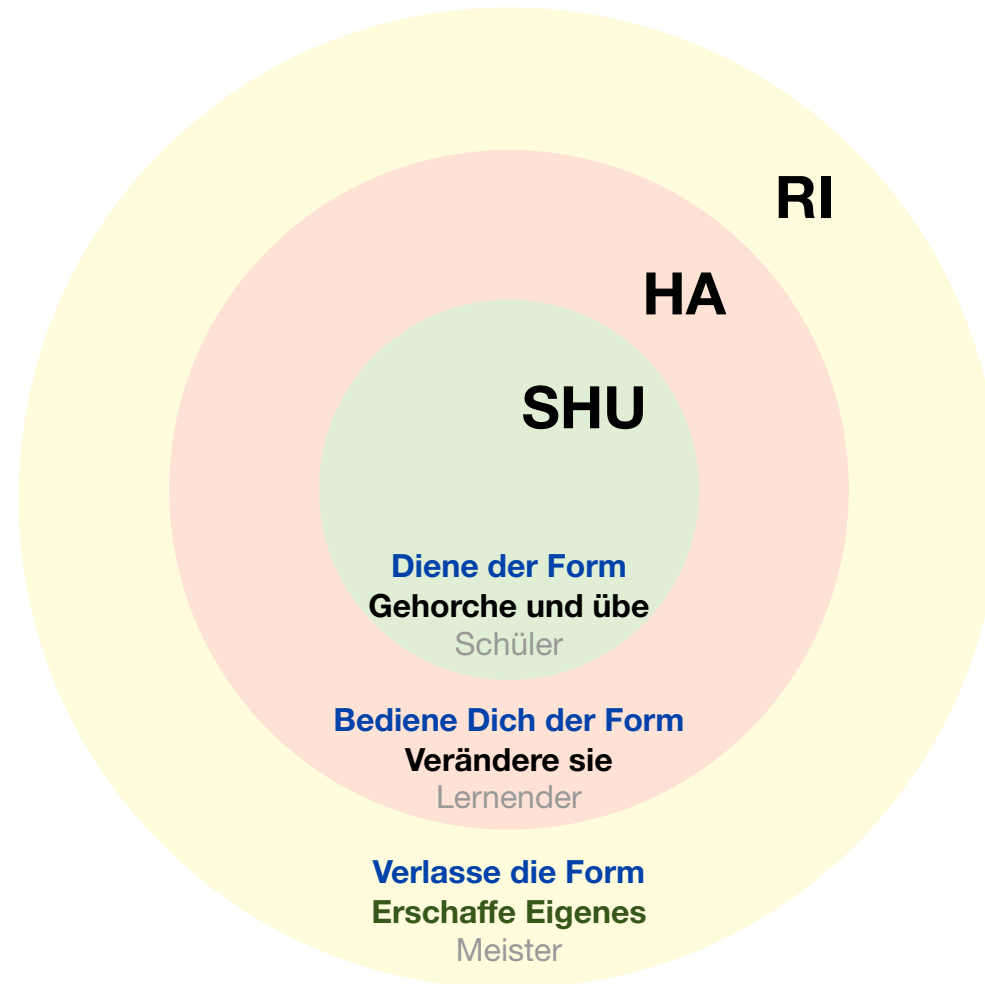 RI
HA
SHU
Diene der Form
Gehorche und übe
Schüler
Bediene Dich der Form
Verändere sie
Lernender
Verlasse die Form
Erschaffe Eigenes
Meister